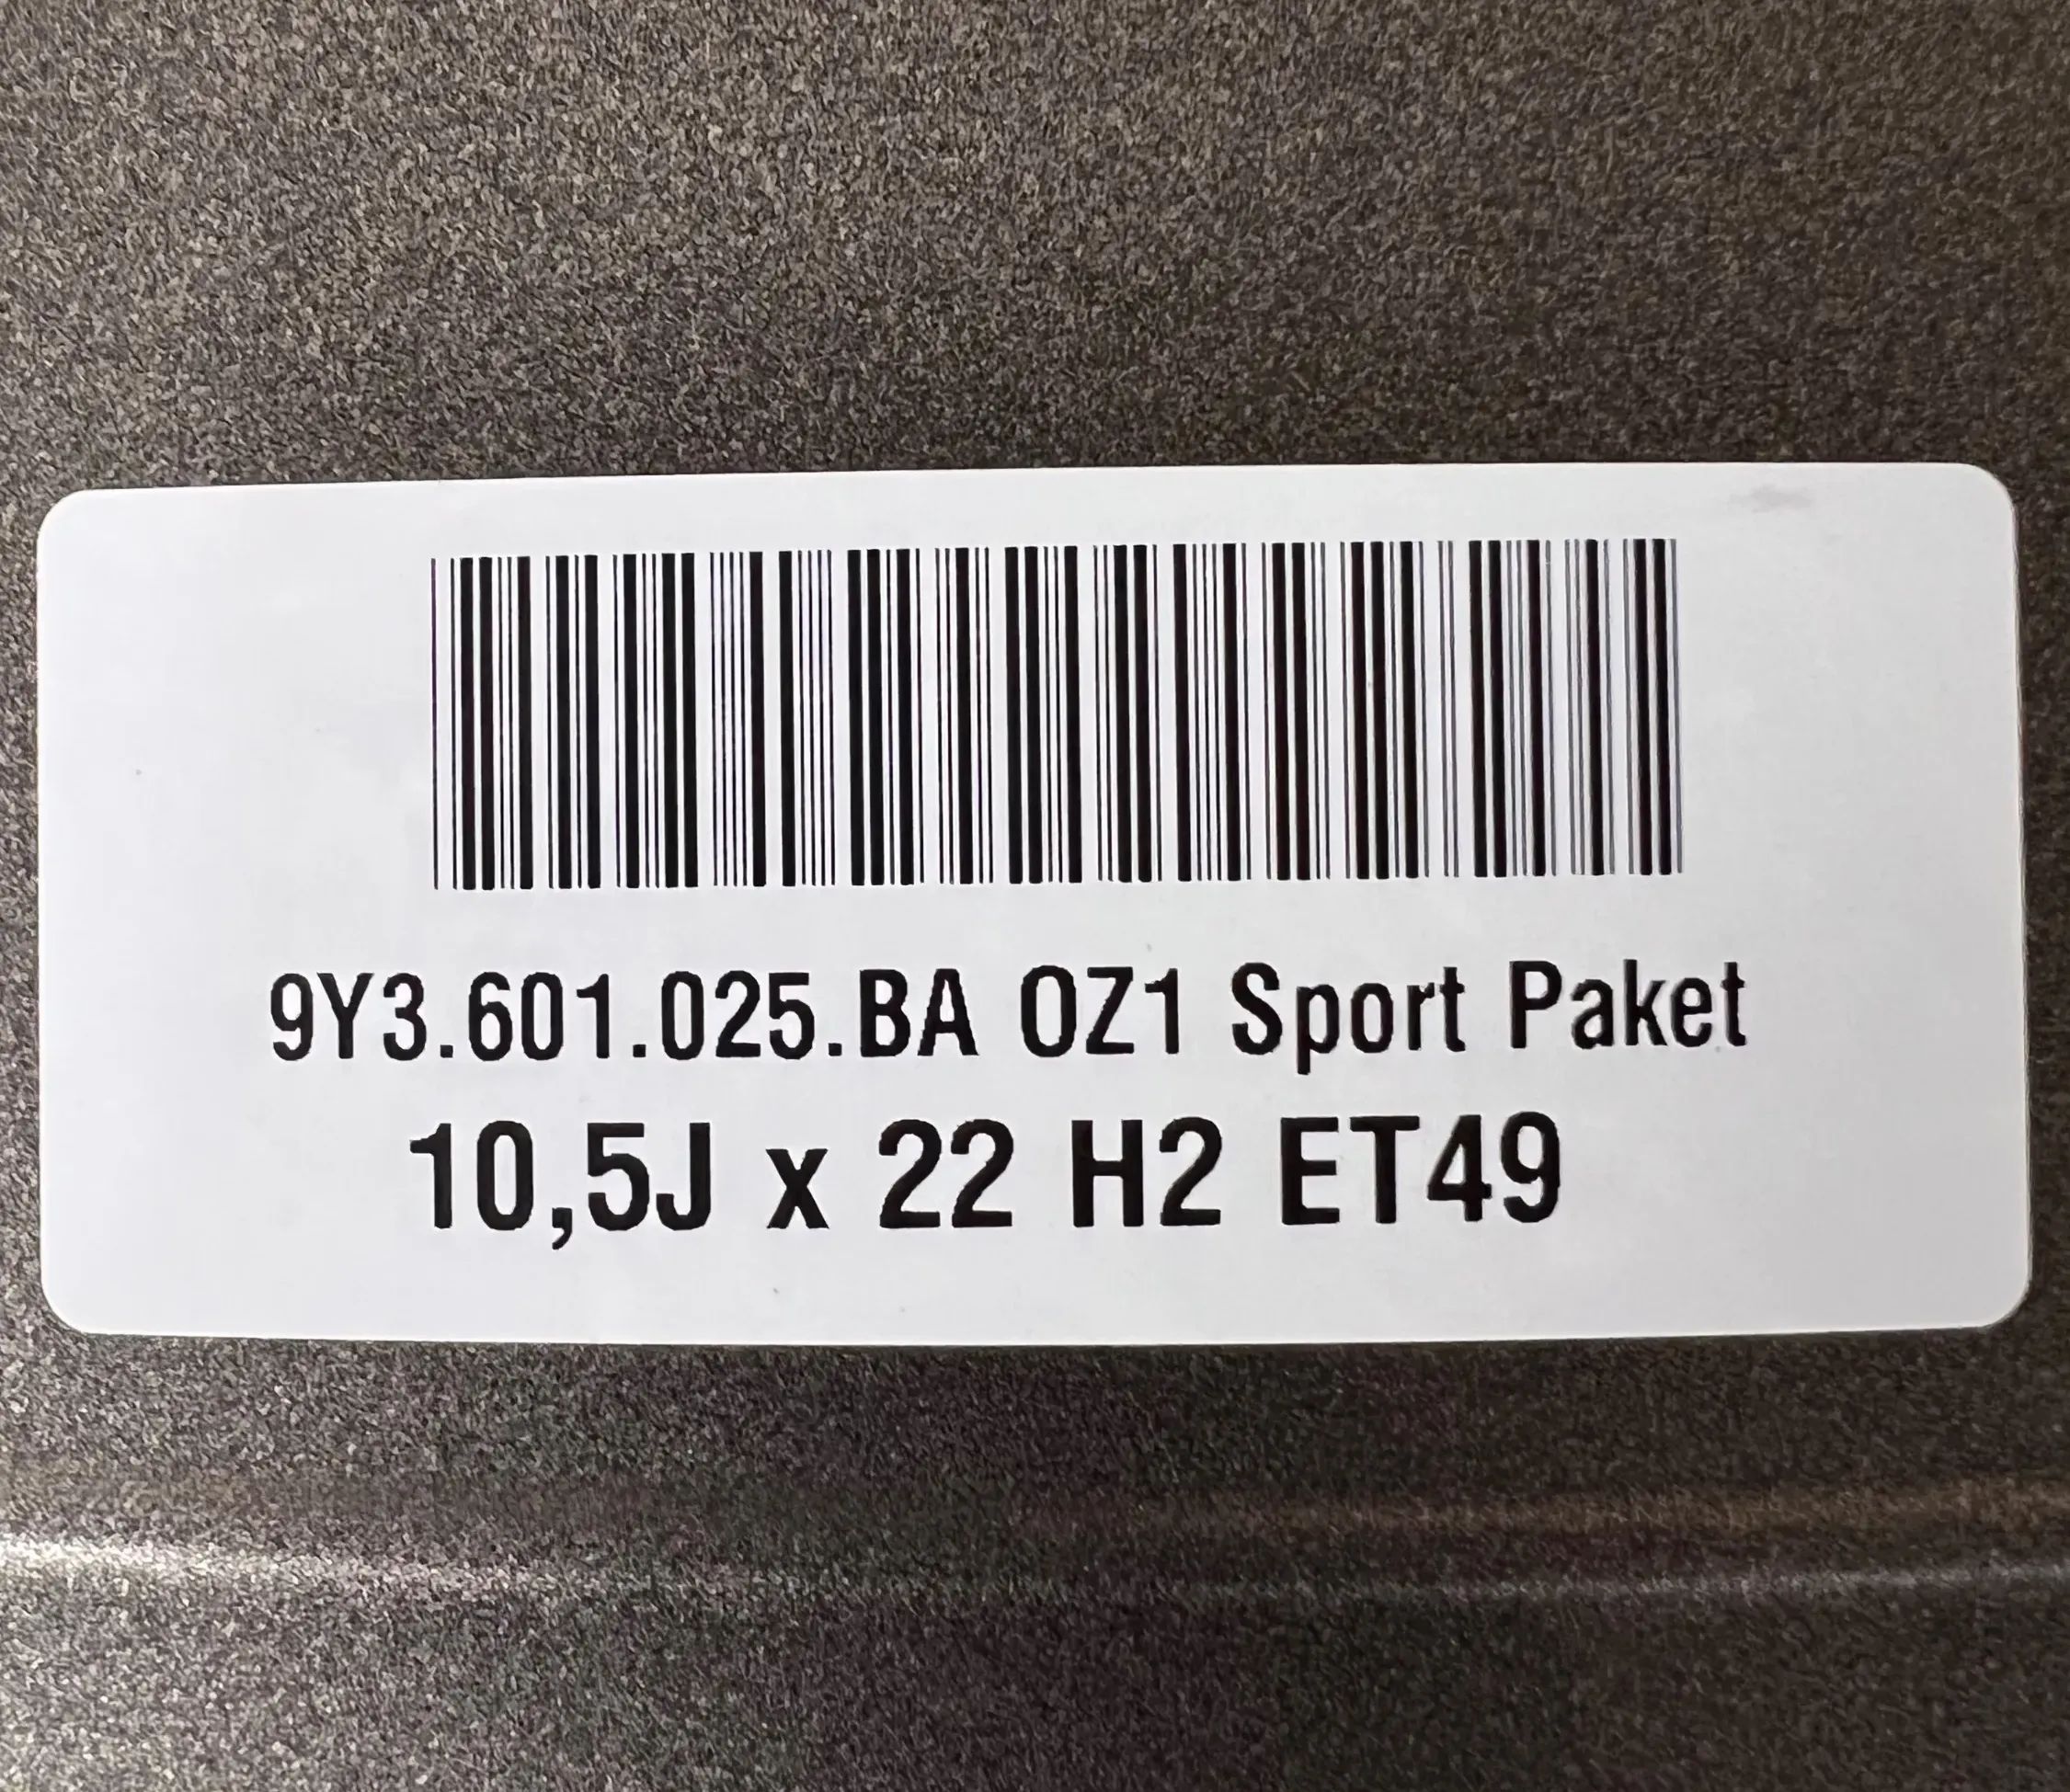 9Y3.601.025.BA OZ1 Sport Paket
10,5J x 22 H2 ET49